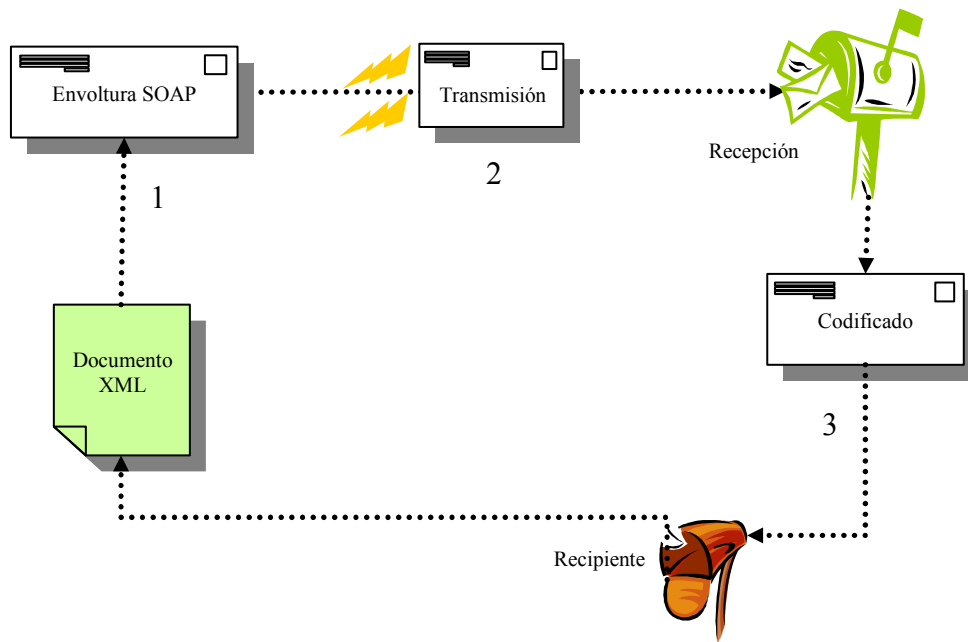 Envoltura SOAP
Transmisión
Recepción
1
2
Codificado
Documento
XML
3
Recipiente